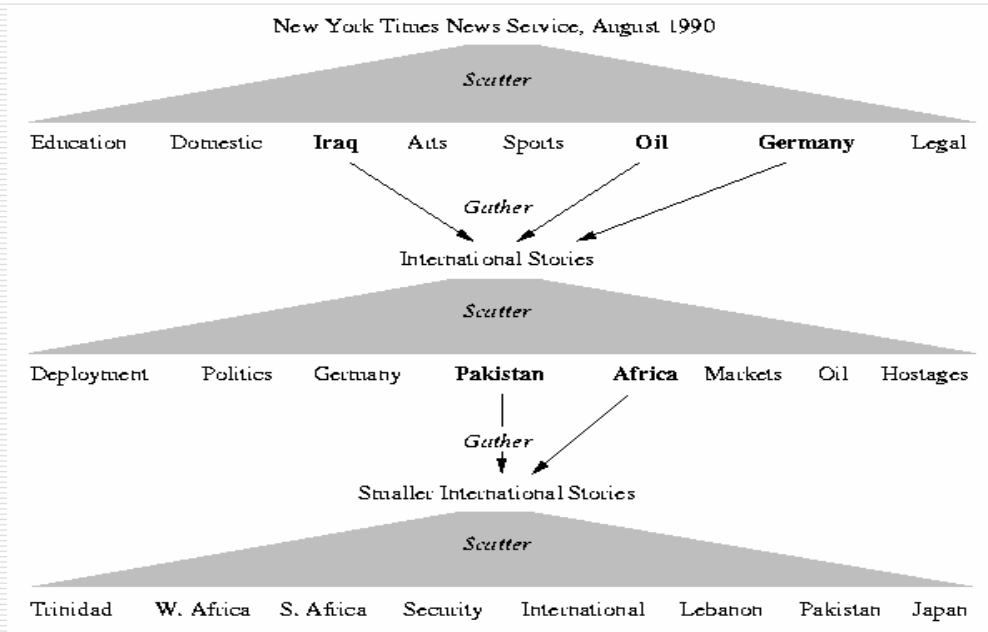 New York Times News Service, August 1990
Scatter
Education Domestic Iraq Arts Sports Oil Germany Legal
Gather
International Stories
Scatter
Deployment Politics Germany Pakistan Africa Markets Oil Hostages
Gather
Smaller International Stories
Scatter
Trinidad W. Africa S. Africa Security International Lebanon Pakistan Japan